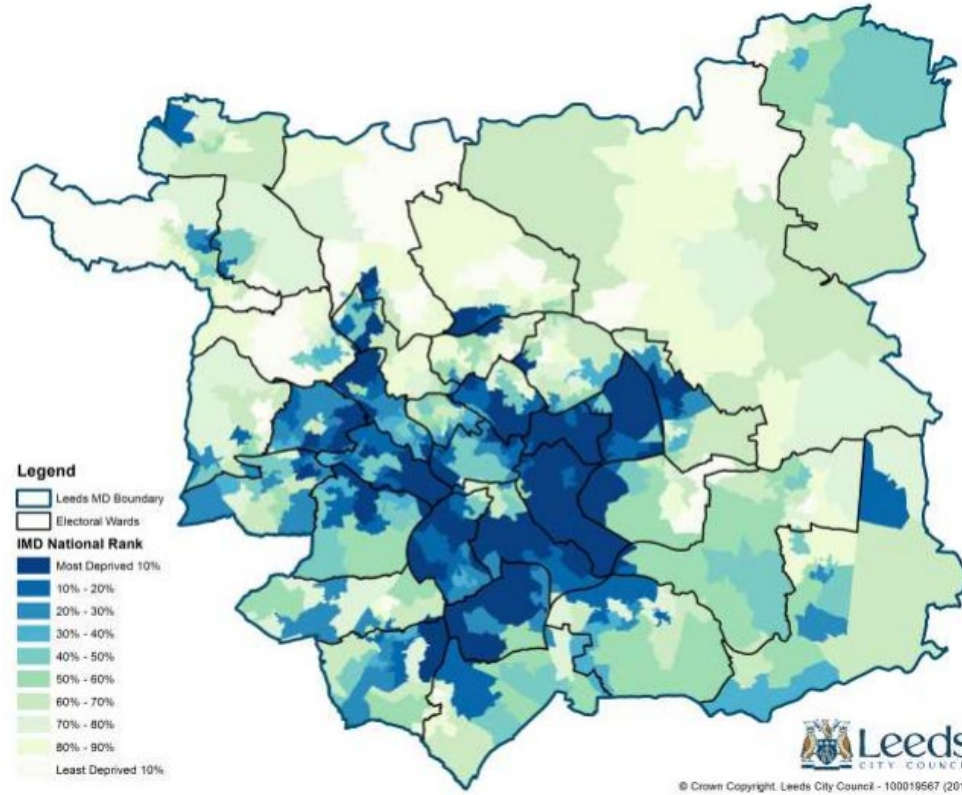 Legend
Leeds MD Boundary
Electoral Wards
IMD National Rank
Most Deprived 10%
10% - 20%
20% - 30%
30% - 40%
40% - 50%
50% - 60%
60% - 70%
70% - 80%
80% - 90%
Least Deprived 10%
Leeds
CITY COUNC
© Crown Copyright. Leeds City Council - 100019567 (201